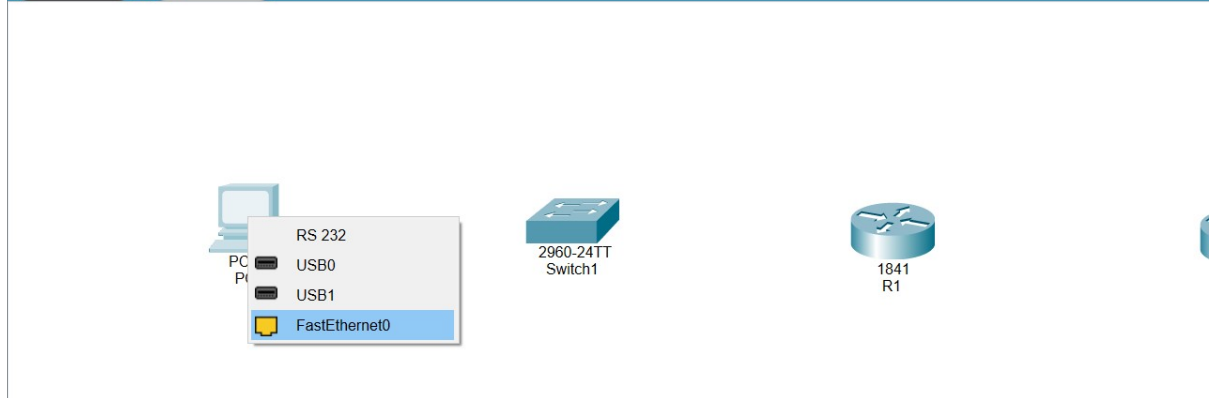 RS 232
USB0
USB1
FastEthernet0
2960-24TT
Switch1
1841
R1